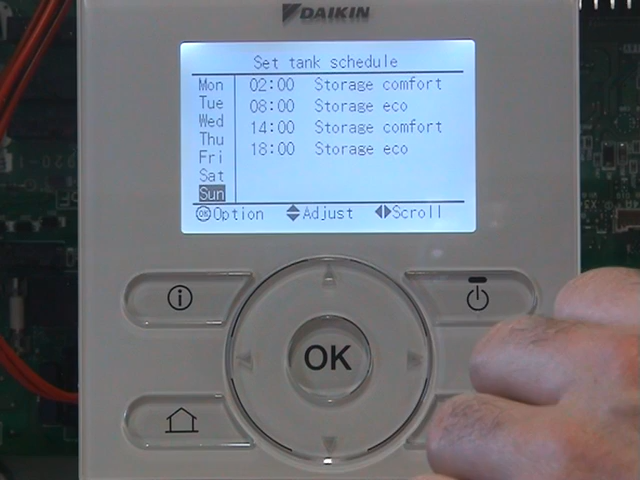 DAIKIN
Set tank schedule
Mon 02:00 Storage comfort
Tue 08:00 Storage eco
Wed 14:00 Storage comfort
Thu 18:00 Storage eco
Fri
Sat
Sun
OK Option Adjust Scroll
OK